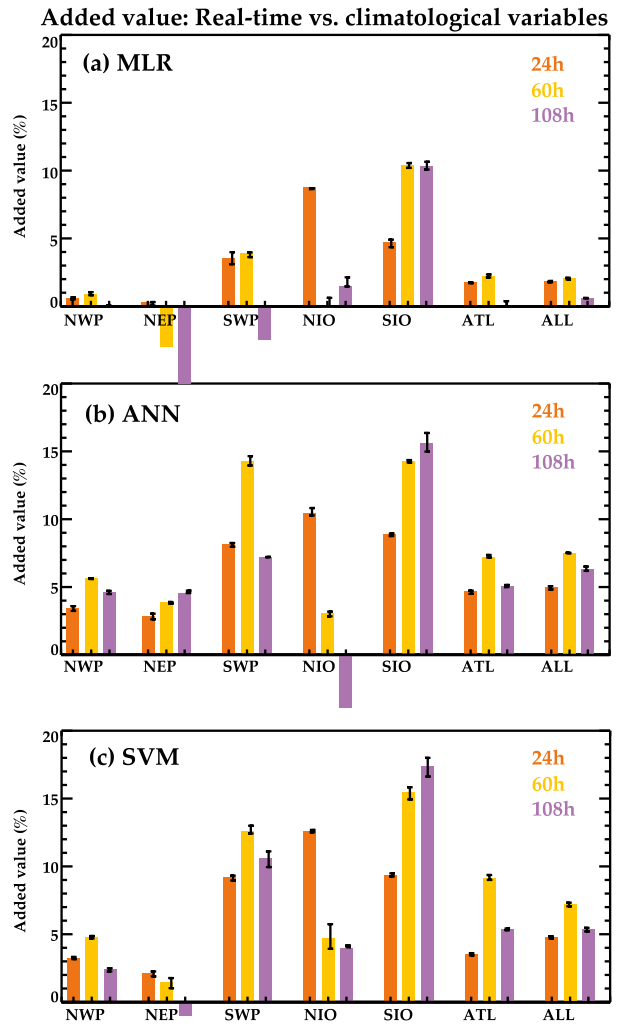 Added value: Real-time vs. climatological variables
20
(a) MLR
24h
60h
108h
15
10
5
0
Added value (%)
NWP NEP SWP NIO SIO ATL ALL
20
(b) ANN
24h
60h
108h
15
10
5
0
Added value (%)
NWP NEP SWP NIO SIO ATL ALL
20
(c) SVM
24h
60h
108h
15
10
5
0
Added value (%)
NWP NEP SWP NIO SIO ATL ALL